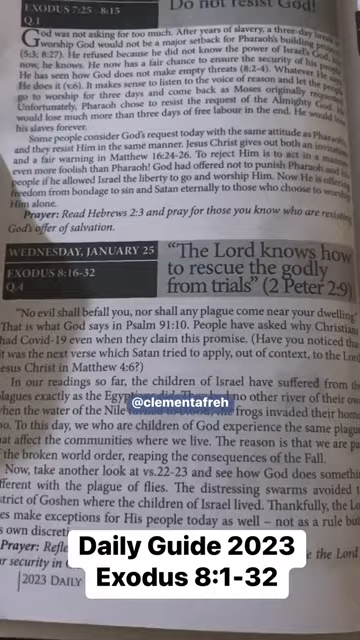 EXODUS 7:25 - 8:15
Q.1
Do not resist God!
God was not asking for too much. After years of slavery, a three-day break
worship God would not be a major setback for Pharaoh's building
(5:3; 8:27). He refused because he did not know the power of Israel's God,
now, he knows. He now has a fair chance to ensure the security of his
He has seen how God does not make empty threats (8:2-4). Whatever He
He does it (v.6). It makes sense to listen to the voice of reason and let the
go to worship for three days and come back as Moses originally
Unfortunately, Pharaoh chose to resist the request of the Almighty
would lose much more than three days of free labour in the end. He would
his slaves forever.
Some people consider God's request today with the same attitude as
and they resist Him in the same manner. Jesus Christ gives out both an
and a fair warning in Matthew 16:24-26. To reject Him is to act in a
even more foolish than Pharaoh! God had offered not to punish Pharaoh and
people if he allowed Israel the liberty to go and worship Him. Now He is offering
freedom from bondage to sin and Satan eternally to those who choose to worship
Him alone.
Prayer: Read Hebrews 2:3 and pray for those you know who are resisting
God's offer of salvation.
WEDNESDAY, JANUARY 25
EXODUS 8:16-32
Q.4
"The Lord knows how
to rescue the godly
from trials" (2 Peter 2:9)
"No evil shall befall you, nor shall any plague come near your dwelling"
That is what God says in Psalm 91:10. People have asked why Christian
had Covid-19 even when they claim this promise. (Have you noticed that
it was the next verse which Satan tried to apply, out of context, to the Lord
Jesus Christ in Matthew 4:6?)
In our readings so far, the children of Israel have suffered from the
plagues exactly as the no other river of their own
when the water of the Nile frogs invaded their homes
so. To this day, we who are children of God experience the same plagues
that affect the communities where we live. The reason is that we are part
of the broken world order, reaping the consequences of the Fall.
Now, take another look at vs.22-23 and see how God does something
different with the plague of flies. The distressing swarms avoided the
district of Goshen where the children of Israel lived. Thankfully, the Lord
does make exceptions for His people today as well – not as a rule but
his own
Prayer: the Lord
security in
2023 DAILY
@clementafreh
Daily Guide 2023
Exodus 8:1-32